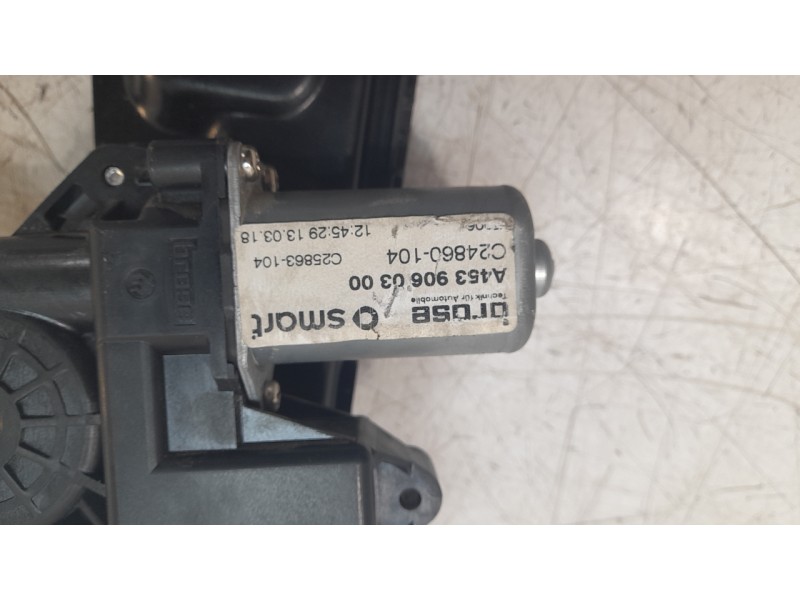 brose
Technik für Automobile
smart
A453 906 03 00
C24860-104
C25863-104
12:45:29 13.03.18
brose